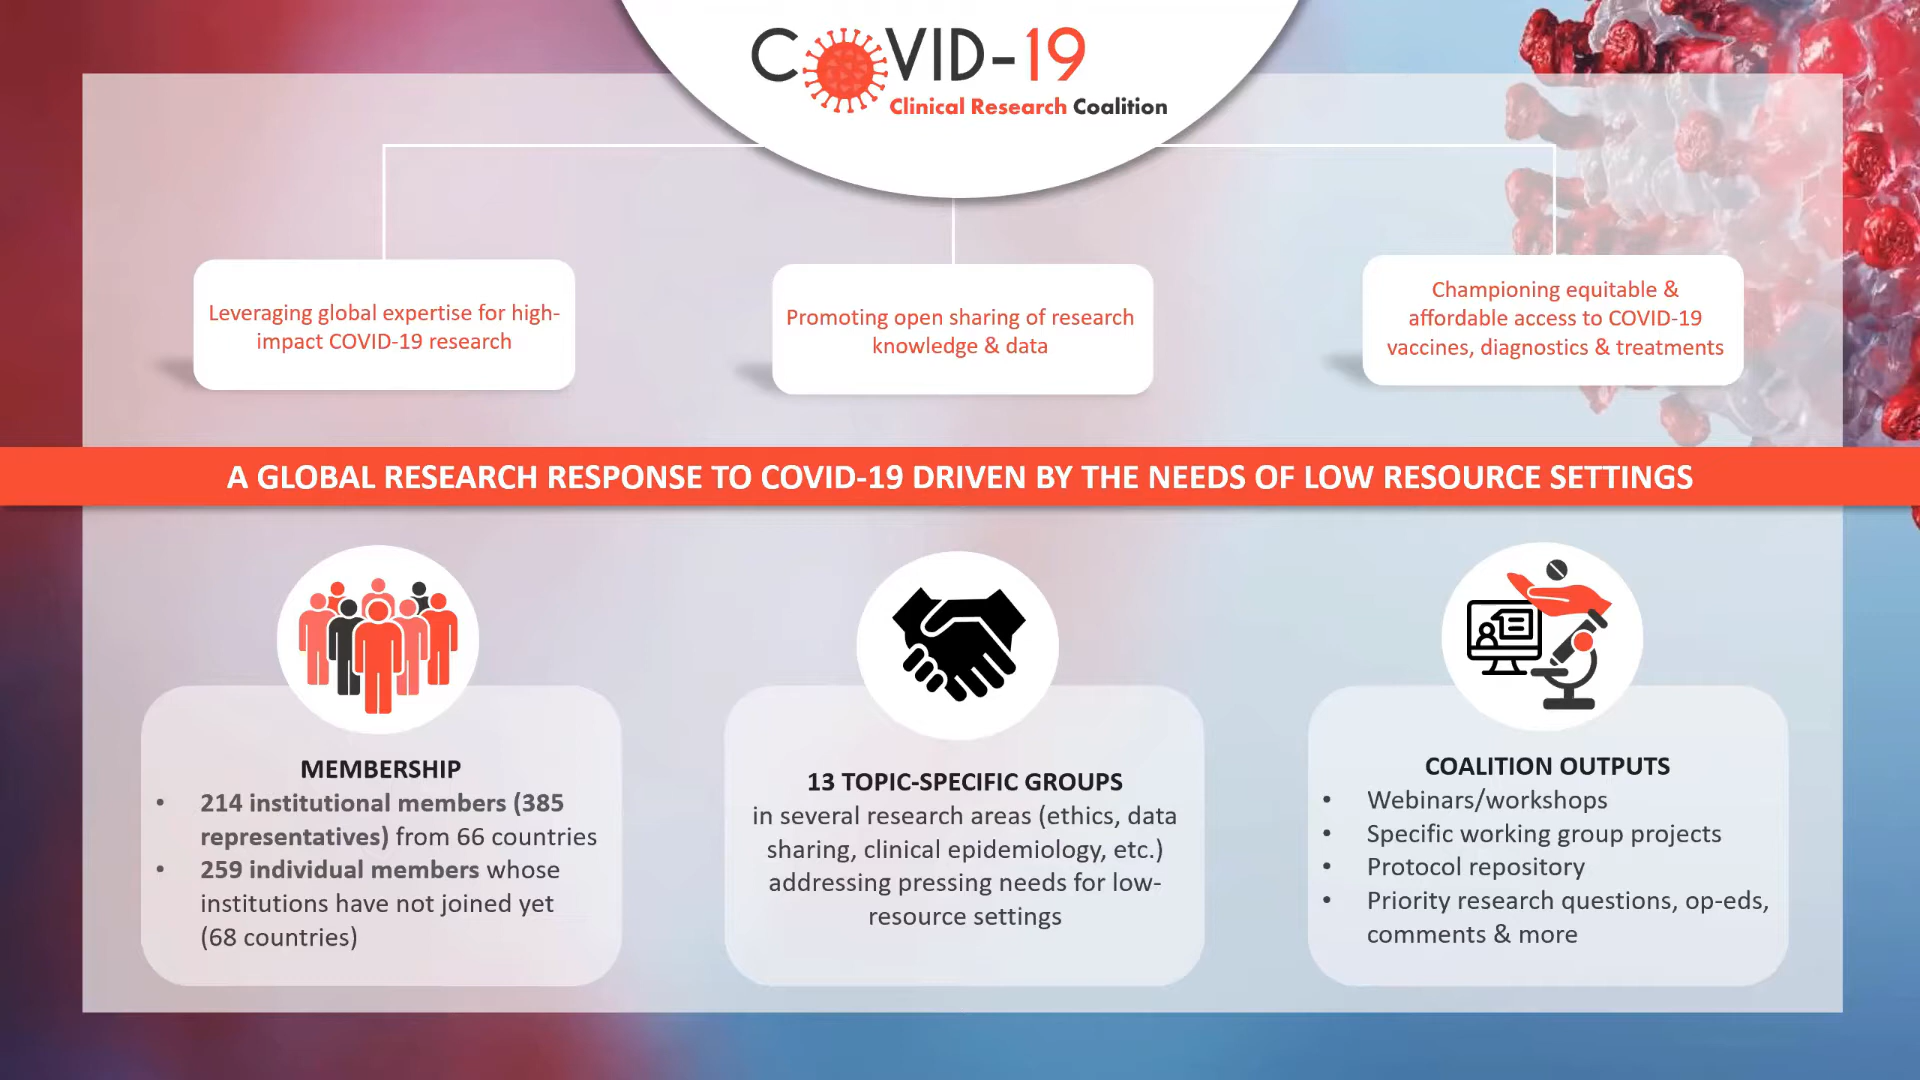 COVID-19
Clinical Research Coalition
Leveraging global expertise for high-
impact COVID-19 research
Promoting open sharing of research
knowledge & data
Championing equitable &
affordable access to COVID-19
vaccines, diagnostics & treatments
A GLOBAL RESEARCH RESPONSE TO COVID-19 DRIVEN BY THE NEEDS OF LOW RESOURCE SETTINGS
MEMBERSHIP
• 214 institutional members (385
representatives) from 66 countries
• 259 individual members whose
institutions have not joined yet
(68 countries)
13 TOPIC-SPECIFIC GROUPS
in several research areas (ethics, data
sharing, clinical epidemiology, etc.)
addressing pressing needs for low-
resource settings
COALITION OUTPUTS
• Webinars/workshops
• Specific working group projects
• Protocol repository
• Priority research questions, op-eds,
comments & more